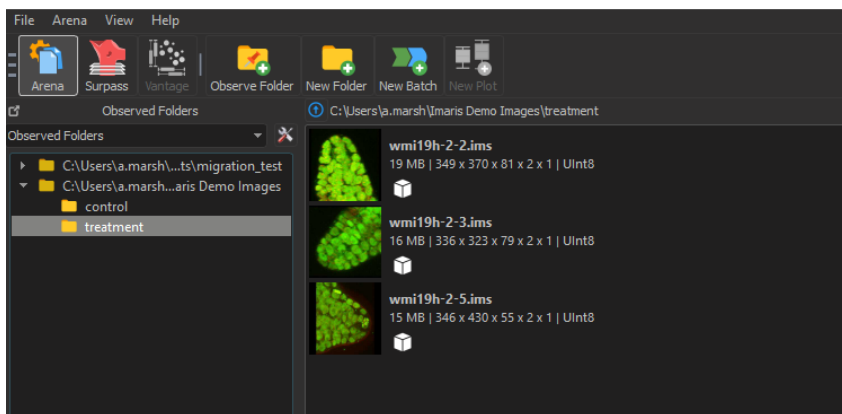 File Arena View Help
Arena Surpass Vantage Observe Folder New Folder New Batch New Plot
Observed Folders
C:\Users\a.marsh\Imaris Demo Images\treatment
Observed Folders
C:\Users\a.marsh\...ts\migration_test
C:\Users\a.marsh...aris Demo Images
control
treatment
wmi19h-2-2.ims
19 MB | 349 x 370 x 81 x 2 x 1 | UInt8
wmi19h-2-3.ims
16 MB | 336 x 323 x 79 x 2 x 1 | UInt8
wmi19h-2-5.ims
15 MB | 346 x 430 x 55 x 2 x 1 | UInt8